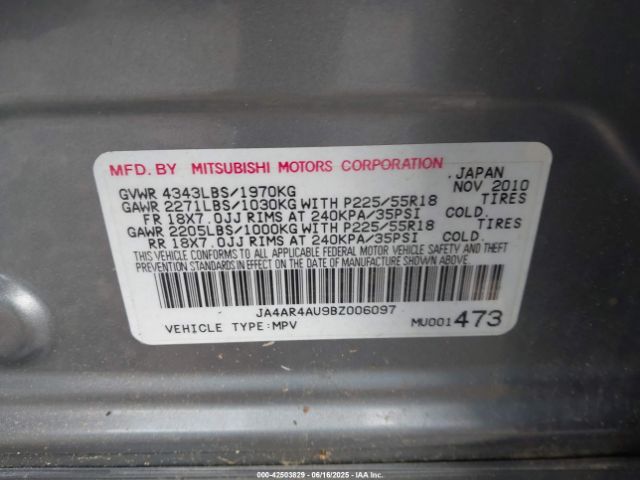 MFD. BY MITSUBISHI MOTORS CORPORATION, JAPAN
GVWR 4343LBS/1970KG NOV 2010
GAWR 2271LBS/1030KG WITH P225/55R18 TIRES
FR 18X7.0JJ RIMS AT 240KPA/35PSI COLD.
GAWR 2205LBS/1000KG WITH P225/55R18 TIRES
RR 18X7.0JJ RIMS AT 240KPA/35PSI COLD.
THIS VEHICLE CONFORMS TO ALL APPLICABLE FEDERAL MOTOR VEHICLE SAFETY, BUMPER, AND THEFT
PREVENTION STANDARDS IN EFFECT ON THE DATE OF MANUFACTURE SHOWN ABOVE.
JA4AR4AU9BZ006097
VEHICLE TYPE:MPV MU001473
000-42503829 - 06/16/2025 - IAAI.COM